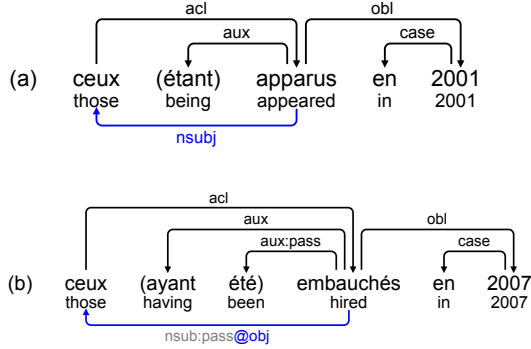 acl
obl
aux
case
(a) ceux (étant) apparus en 2001
those being appeared in 2001
nsubj
acl
aux
obl
aux:pass
case
(b) ceux (ayant été) embauchés en 2007
those having been hired in 2007
nsub:pass@obj